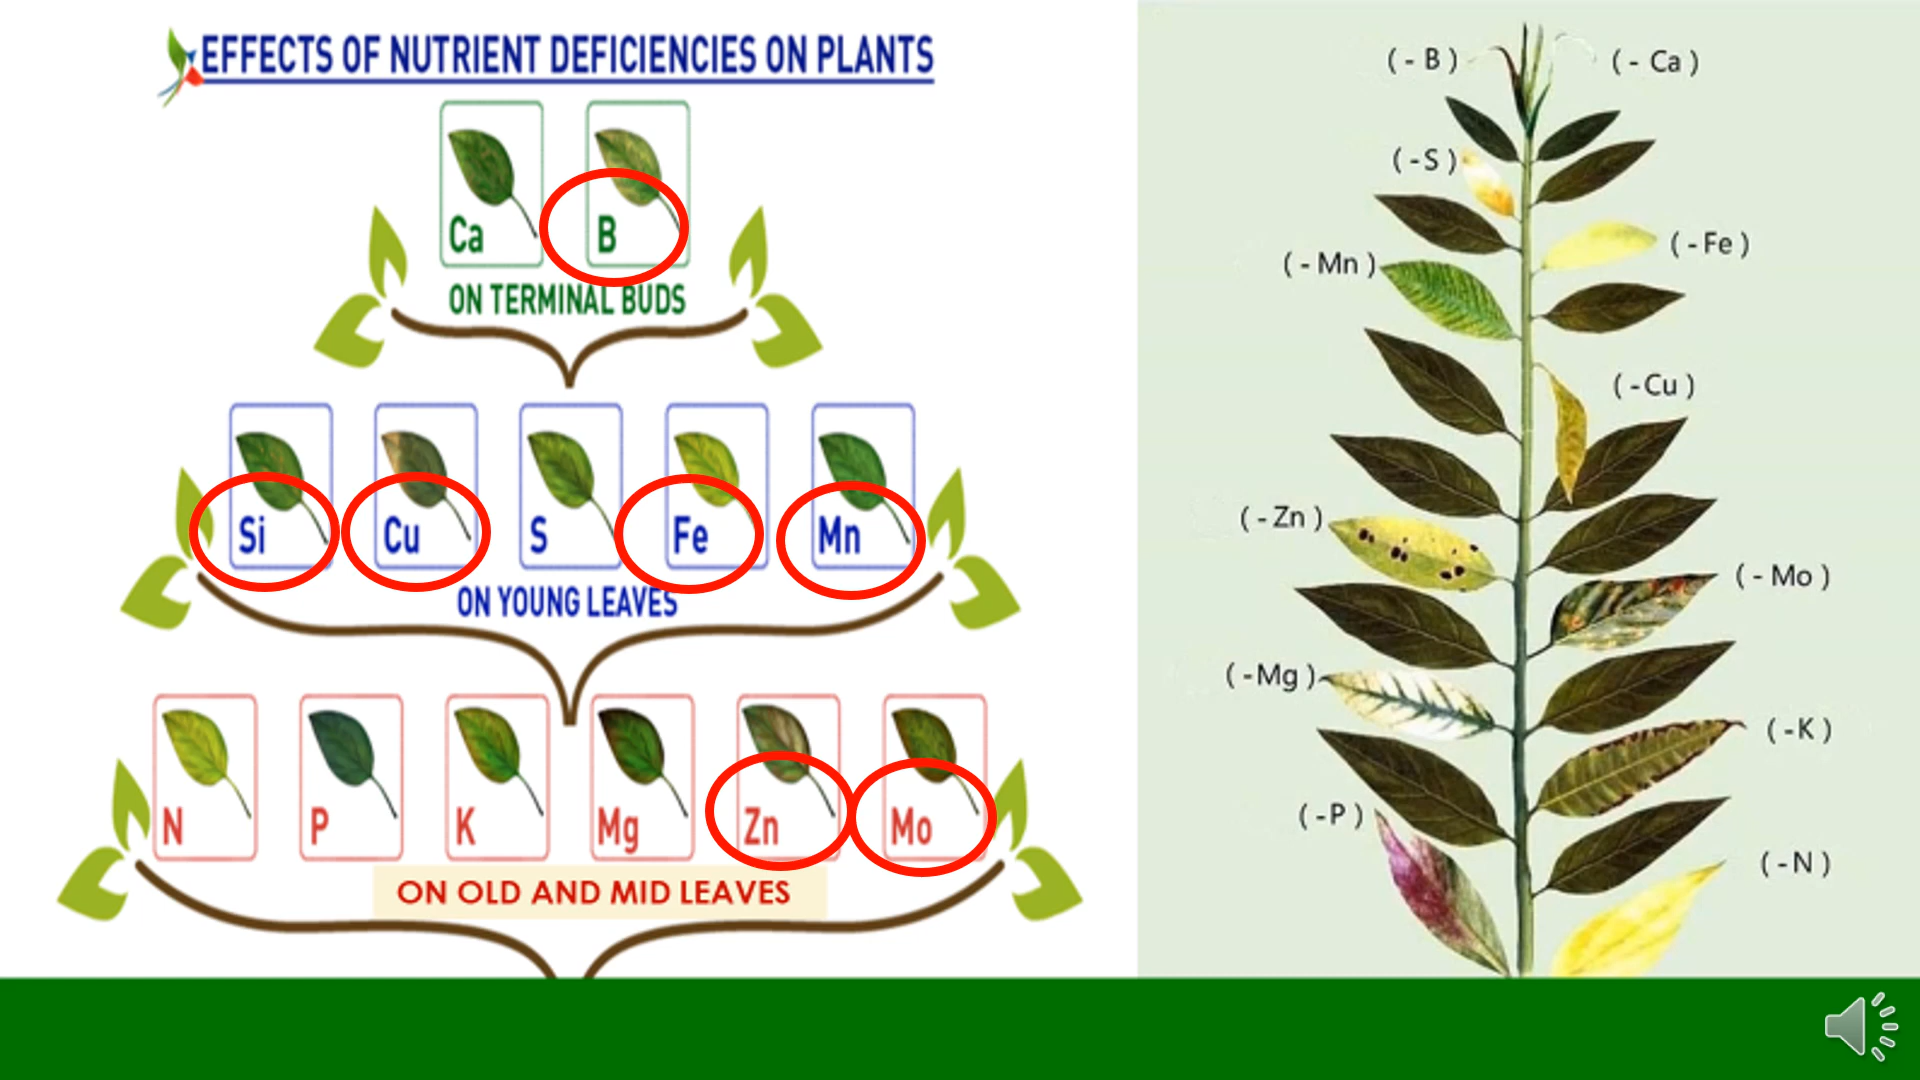 EFFECTS OF NUTRIENT DEFICIENCIES ON PLANTS
Ca B
ON TERMINAL BUDS
Si Cu S Fe Mn
ON YOUNG LEAVES
N P K Mg Zn Mo
ON OLD AND MID LEAVES
( - B ) ( - Ca )
( - S )
( - Fe )
( - Mn )
( - Cu )
( - Zn )
( - Mo )
( - Mg )
( - K )
( - P )
( - N )